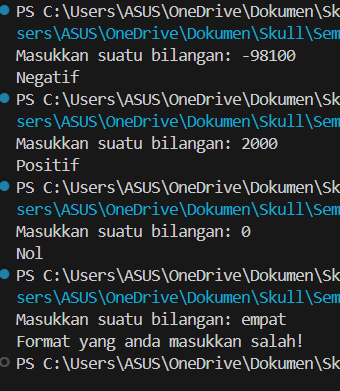 PS C:\Users\ASUS\OneDrive\Dokumen\Sk
sers\ASUS\OneDrive\Dokumen\Skull\Sem
Masukkan suatu bilangan: -98100
Negatif
PS C:\Users\ASUS\OneDrive\Dokumen\Sk
sers\ASUS\OneDrive\Dokumen\Skull\Sem
Masukkan suatu bilangan: 2000
Positif
PS C:\Users\ASUS\OneDrive\Dokumen\Sk
sers\ASUS\OneDrive\Dokumen\Skull\Sem
Masukkan suatu bilangan: 0
Nol
PS C:\Users\ASUS\OneDrive\Dokumen\Sk
sers\ASUS\OneDrive\Dokumen\Skull\Sem
Masukkan suatu bilangan: empat
Format yang anda masukkan salah!
PS C:\Users\ASUS\OneDrive\Dokumen\Sk